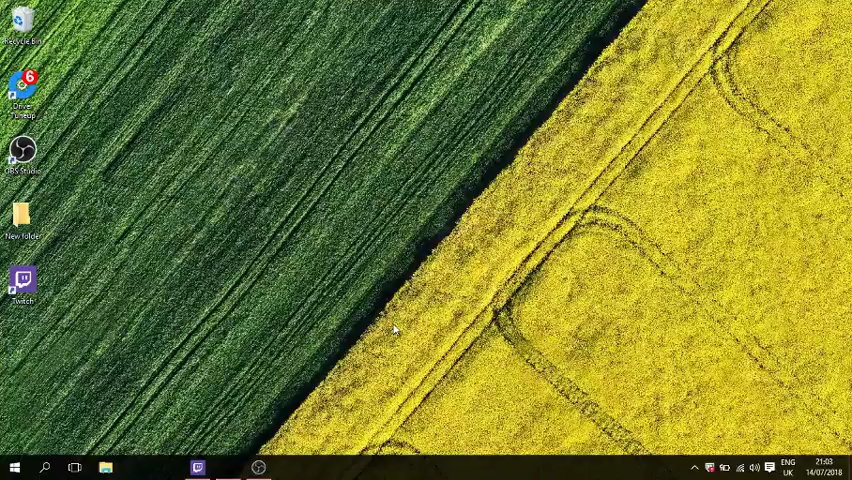 Recycle Bin
6
Driver
Tuneup
OBS Studio
New folder
Twitch
ENG
UK
21:03
14/07/2018